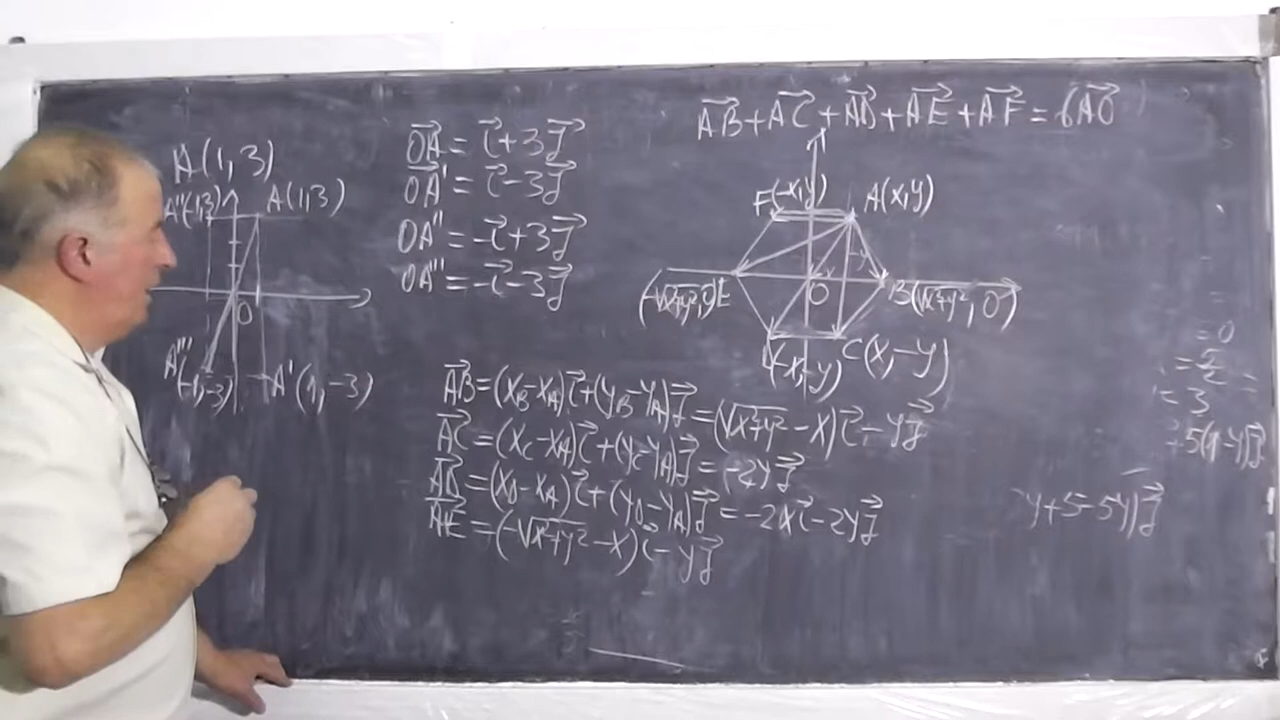 A(1,3)
A''(-1,3) A(1,3)
O
A'''(-1,-3) A'(1,-3)
OA⃗ = i⃗+3j⃗
OA'⃗ = i⃗-3j⃗
OA''⃗ = -i⃗+3j⃗
OA'''⃗ = -i⃗-3j⃗
AB⃗+AC⃗+AD⃗+AE⃗+AF⃗=6AO⃗
F(-x,y) A(x,y)
x y
(-√x²+y²,0)E O B(√x²+y²,0)
(-x,-y) C(x,-y)
AB⃗=(x_B-x_A)i⃗+(y_B-y_A)j⃗=(√x²+y²-x)i⃗-yj⃗
AC⃗=(x_C-x_A)i⃗+(y_C-y_A)j⃗=-2yj⃗
AD⃗=(x_D-x_A)i⃗+(y_D-y_A)j⃗=-2xi⃗-2yj⃗
AE⃗=(-√x²+y²-x)i⃗-yj⃗
=0
=3
y+5-5y)j⃗